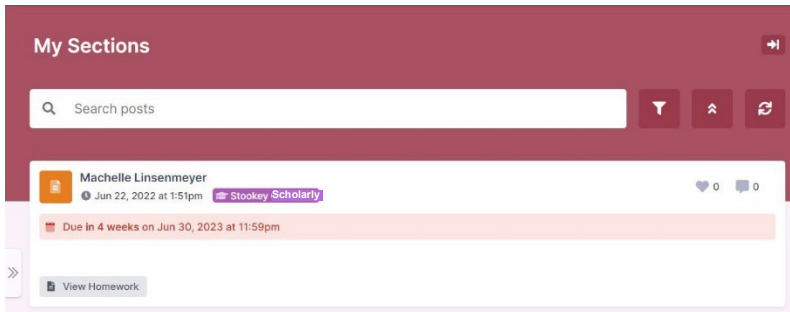 My Sections
Search posts
Machelle Linsenmeyer
Jun 22, 2022 at 1:51pm Stookey Scholarly
0 0
Due in 4 weeks on Jun 30, 2023 at 11:59pm
View Homework